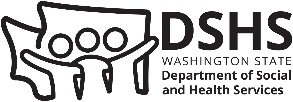 DSHS
WASHINGTON STATE
Department of Social
and Health Services